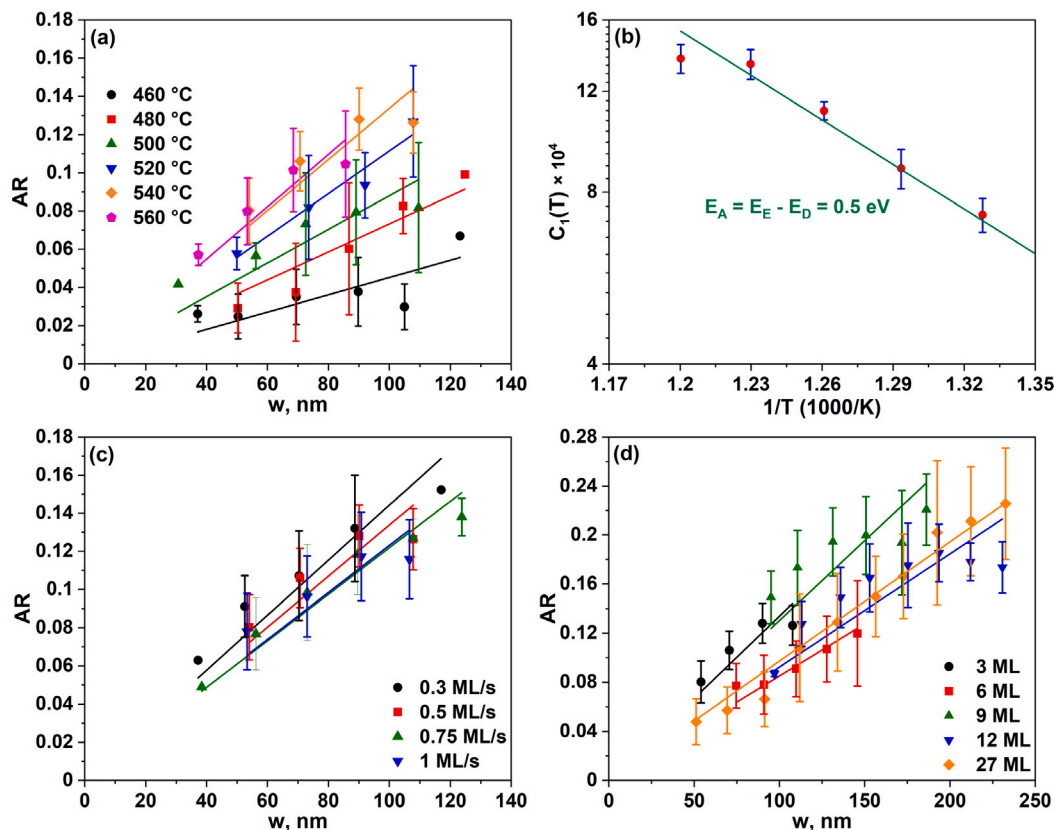 (a)
AR
0.18
0.16
0.14
0.12
0.1
0.08
0.06
0.04
0.02
0
460 °C
480 °C
500 °C
520 °C
540 °C
560 °C
0 20 40 60 80 100 120 140
w, nm
(b)
C₁(T) × 10⁴
16
12
8
4
E_A = E_E - E_D = 0.5 eV
1.17 1.2 1.23 1.26 1.29 1.32 1.35
1/T (1000/K)
(c)
AR
0.2
0.18
0.16
0.14
0.12
0.1
0.08
0.06
0.04
0.02
0
0.3 ML/s
0.5 ML/s
0.75 ML/s
1 ML/s
0 20 40 60 80 100 120 140
w, nm
(d)
AR
0.28
0.24
0.2
0.16
0.12
0.08
0.04
0
3 ML
6 ML
9 ML
12 ML
27 ML
0 50 100 150 200 250
w, nm